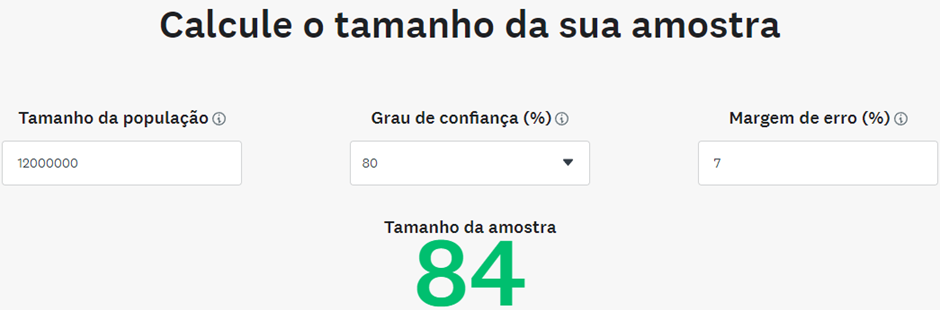 Calcule o tamanho da sua amostra
Tamanho da população Grau de confiança (%) Margem de erro (%)
12000000 80 7
Tamanho da amostra
84